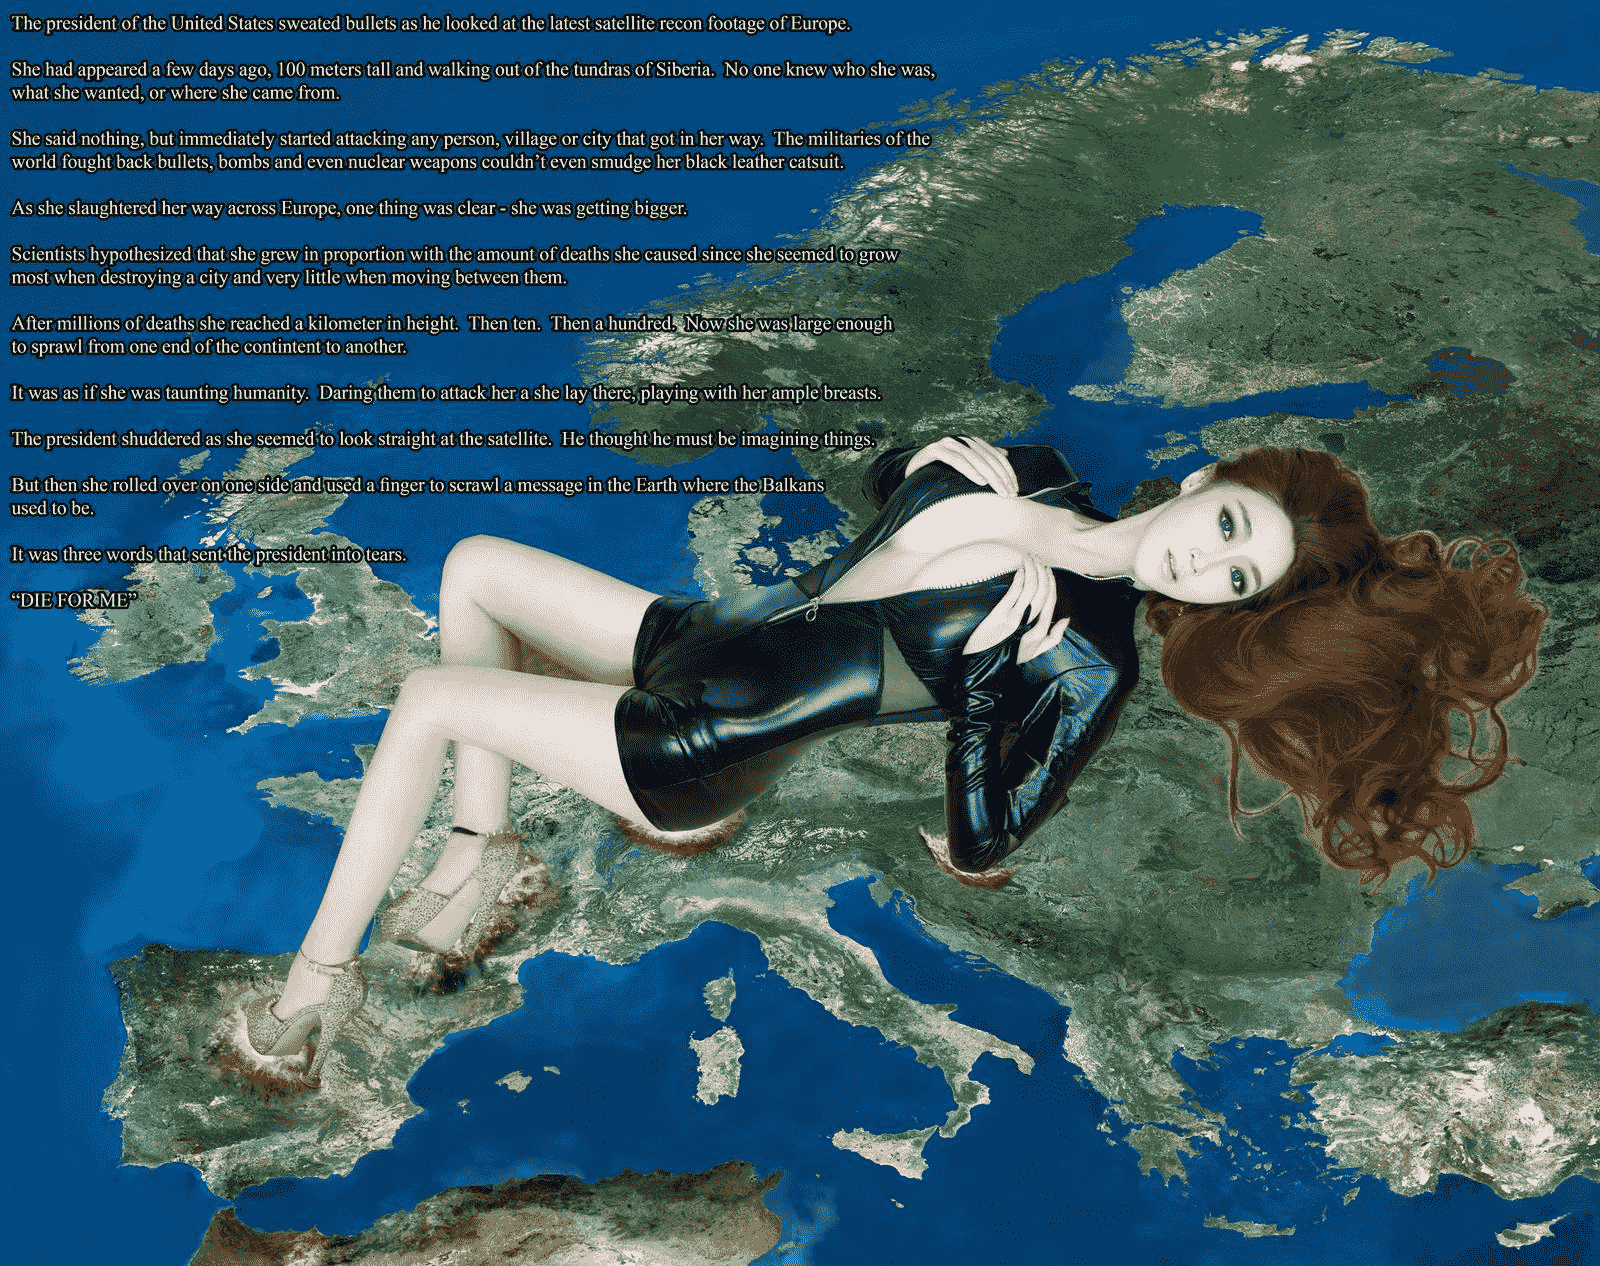 The president of the United States sweated bullets as he looked at the latest satellite recon footage of Europe.
She had appeared a few days ago, 100 meters tall and walking out of the tundras of Siberia.  No one knew who she was,
what she wanted, or where she came from.
She said nothing, but immediately started attacking any person, village or city that got in her way.  The militaries of the
world fought back bullets, bombs and even nuclear weapons couldn't even smudge her black leather catsuit.
As she slaughtered her way across Europe, one thing was clear - she was getting bigger.
Scientists hypothesized that she grew in proportion with the amount of deaths she caused since she seemed to grow
most when destroying a city and very little when moving between them.
After millions of deaths she reached a kilometer in height.  Then ten.  Then a hundred.  Now she was large enough
to sprawl from one end of the contintent to another.
It was as if she was taunting humanity.  Daring them to attack her a she lay there, playing with her ample breasts.
The president shuddered as she seemed to look straight at the satellite.  He thought he must be imagining things.
But then she rolled over on one side and used a finger to scrawl a message in the Earth where the Balkans
used to be.
It was three words that sent the president into tears.
“DIE FOR ME”